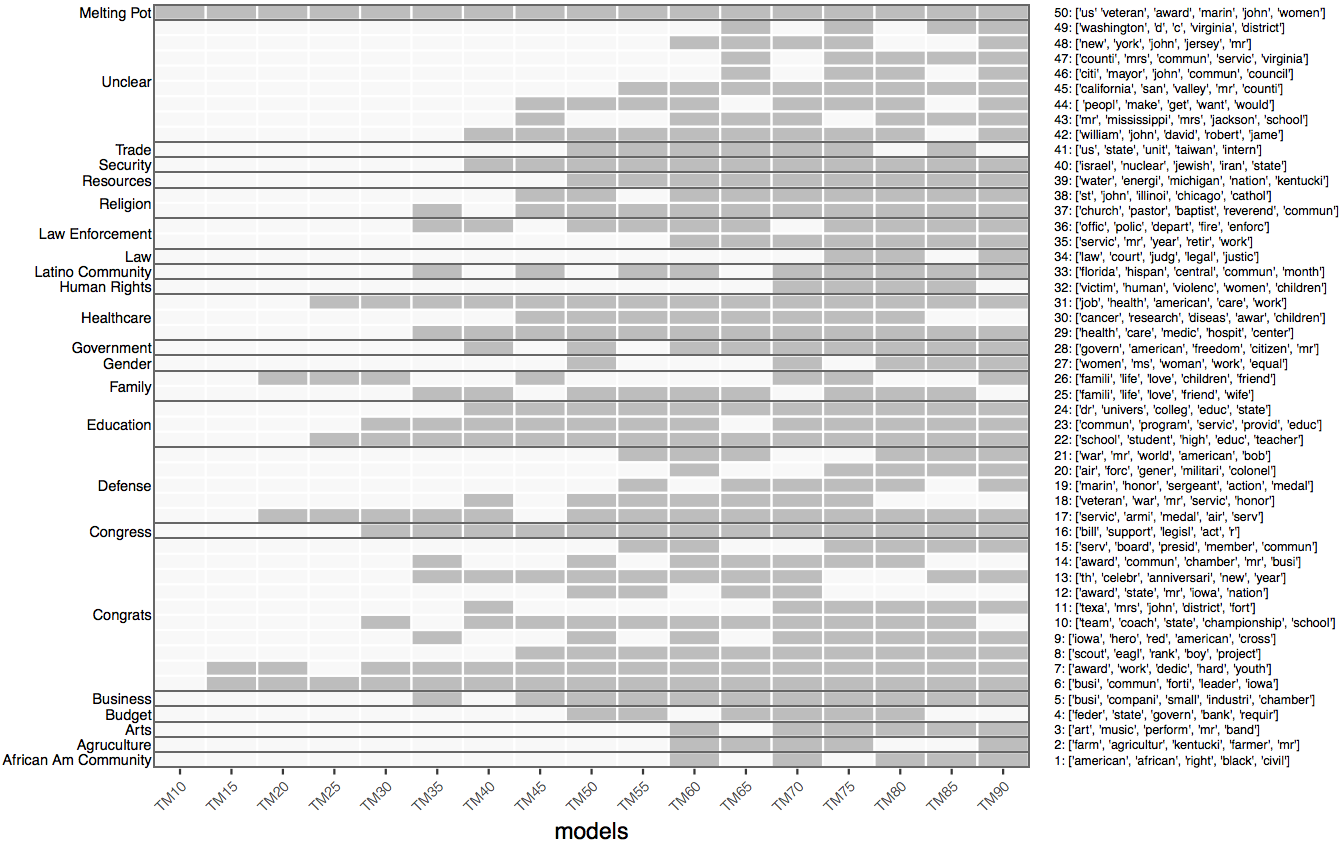 Melting Pot
Unclear
Trade
Security
Resources
Religion
Law Enforcement
Law
Latino Community
Human Rights
Healthcare
Government
Gender
Family
Education
Defense
Congress
Congrats
Business
Budget
Arts
Agruculture
African Am Community
50: ['us' 'veteran', 'award', 'marin', 'john', 'women']
49: ['washington', 'd', 'c', 'virginia', 'district']
48: ['new', 'york', 'john', 'jersey', 'mr']
47: ['counti', 'mrs', 'commun', 'servic', 'virginia']
46: ['citi', 'mayor', 'john', 'commun', 'council']
45: ['california', 'san', 'valley', 'mr', 'counti']
44: [ 'peopl', 'make', 'get', 'want', 'would']
43: ['mr', 'mississippi', 'mrs', 'jackson', 'school']
42: ['william', 'john', 'david', 'robert', 'jame']
41: ['us', 'state', 'unit', 'taiwan', 'intern']
40: ['israel', 'nuclear', 'jewish', 'iran', 'state']
39: ['water', 'energi', 'michigan', 'nation', 'kentucki']
38: ['st', 'john', 'illinoi', 'chicago', 'cathol']
37: ['church', 'pastor', 'baptist', 'reverend', 'commun']
36: ['offic', 'polic', 'depart', 'fire', 'enforc']
35: ['servic', 'mr', 'year', 'retir', 'work']
34: ['law', 'court', 'judg', 'legal', 'justic']
33: ['florida', 'hispan', 'central', 'commun', 'month']
32: ['victim', 'human', 'violenc', 'women', 'children']
31: ['job', 'health', 'american', 'care', 'work']
30: ['cancer', 'research', 'diseas', 'awar', 'children']
29: ['health', 'care', 'medic', 'hospit', 'center']
28: ['govern', 'american', 'freedom', 'citizen', 'mr']
27: ['women', 'ms', 'woman', 'work', 'equal']
26: ['famili', 'life', 'love', 'children', 'friend']
25: ['famili', 'life', 'love', 'friend', 'wife']
24: ['dr', 'univers', 'colleg', 'educ', 'state']
23: ['commun', 'program', 'servic', 'provid', 'educ']
22: ['school', 'student', 'high', 'educ', 'teacher']
21: ['war', 'mr', 'world', 'american', 'bob']
20: ['air', 'forc', 'gener', 'militari', 'colonel']
19: ['marin', 'honor', 'sergeant', 'action', 'medal']
18: ['veteran', 'war', 'mr', 'servic', 'honor']
17: ['servic', 'armi', 'medal', 'air', 'serv']
16: ['bill', 'support', 'legisl', 'act', 'r']
15: ['serv', 'board', 'presid', 'member', 'commun']
14: ['award', 'commun', 'chamber', 'mr', 'busi']
13: ['th', 'celebr', 'anniversari', 'new', 'year']
12: ['award', 'state', 'mr', 'iowa', 'nation']
11: ['texa', 'mrs', 'john', 'district', 'fort']
10: ['team', 'coach', 'state', 'championship', 'school']
9: ['iowa', 'hero', 'red', 'american', 'cross']
8: ['scout', 'eagl', 'rank', 'boy', 'project']
7: ['award', 'work', 'dedic', 'hard', 'youth']
6: ['busi', 'commun', 'forti', 'leader', 'iowa']
5: ['busi', 'compani', 'small', 'industri', 'chamber']
4: ['feder', 'state', 'govern', 'bank', 'requir']
3: ['art', 'music', 'perform', 'mr', 'band']
2: ['farm', 'agricultur', 'kentucki', 'farmer', 'mr']
1: ['american', 'african', 'right', 'black', 'civil']
TM10
TM15
TM20
TM25
TM30
TM35
TM40
TM45
TM50
TM55
TM60
TM65
TM70
TM75
TM80
TM85
TM90
models